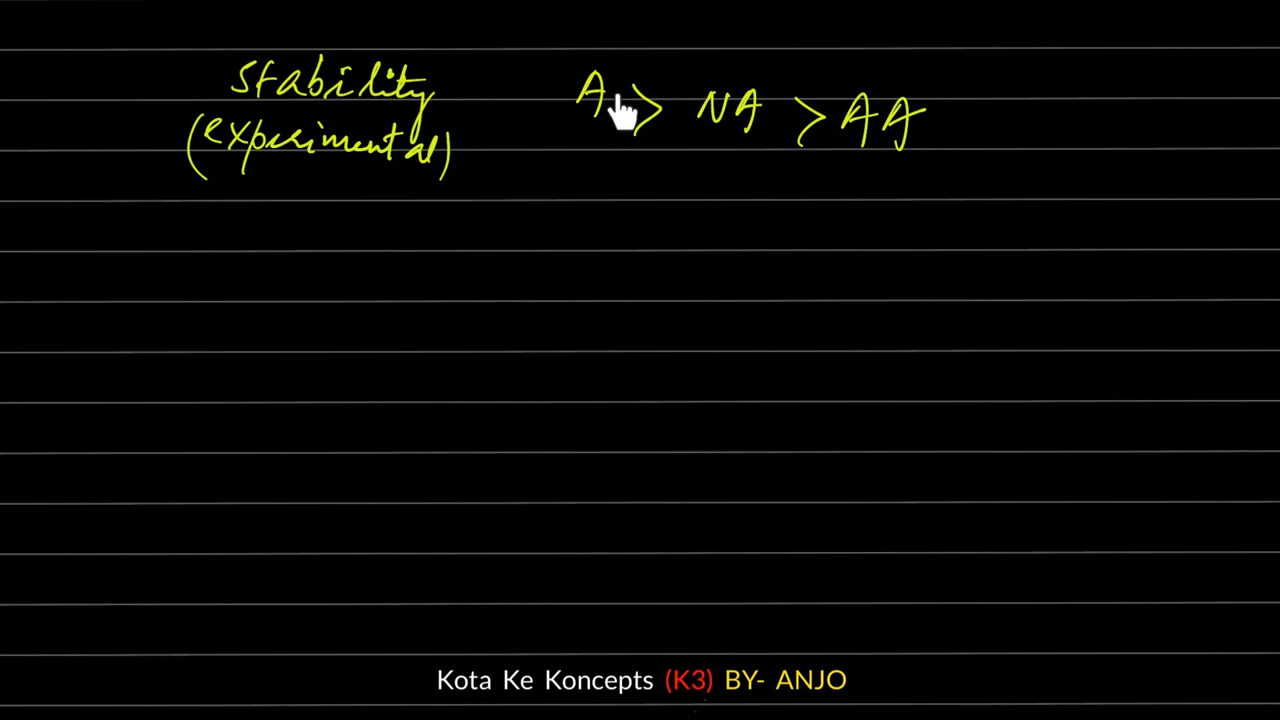 Stability A > NA > AA
(experimental)
Kota Ke Koncepts (K3) BY- ANJO